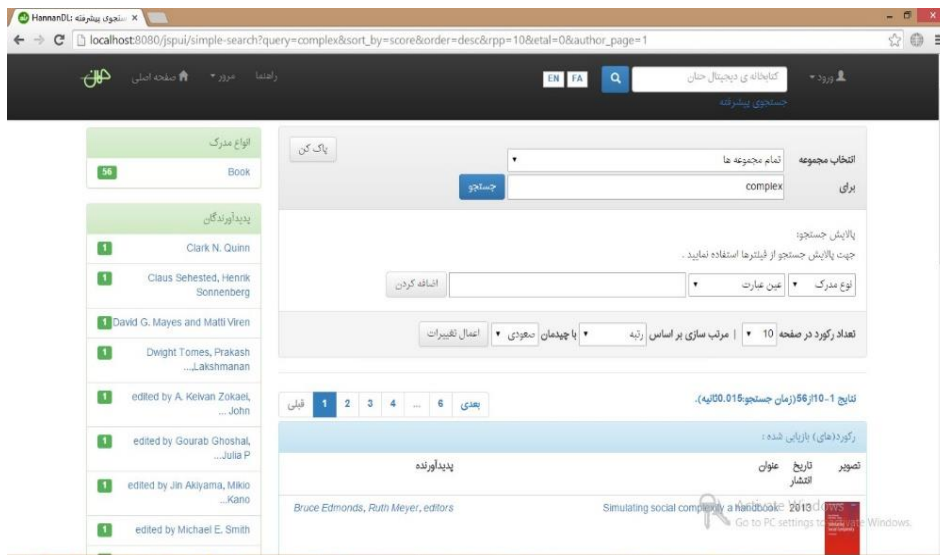 HannanDL: جستجوی پیشرفته
localhost:8080/jspui/simple-search?query=complex&sort_by=score&order=desc&rpp=10&etal=0&author_page=1
ورود
کتابخانه ی دیجیتال حنان
EN FA
راهنما
مرور
صفحه اصلی
حنان
جستجوی پیشرفته
انتخاب مجموعه
تمام مجموعه ها
پاک کن
برای
complex
جستجو
پالایش جستجو:
جهت پالایش جستجو از فیلترها استفاده نمایید .
نوع مدرک
عین عبارت
اضافه کردن
تعداد رکورد در صفحه 10 | مرتب سازی بر اساس رتبه با چیدمان صعودی اعمال تغییرات
نتایج 1-10از56(زمان جستجو:0.015ثانیه).
قبلی 1 2 3 4 ... 6 بعدی
رکورد(های) بازیابی شده :
تصویر
تاریخ انتشار
عنوان
پدیدآورنده
2013
Simulating social complexity a handbook
Bruce Edmonds, Ruth Meyer, editors
انواع مدرک
Book 56
پدیدآورندگان
Clark N. Quinn 1
Claus Sehested, Henrik
Sonnenberg 1
David G. Mayes and Matti Viren 1
Dwight Tomes, Prakash
...,Lakshmanan 1
edited by A. Keivan Zokaei,
... John 1
edited by Gourab Ghoshal,
...Julia P 1
edited by Jin Akiyama, Mikio
...Kano 1
edited by Michael E. Smith 1
Activate Windows
Go to PC settings to activate Windows.